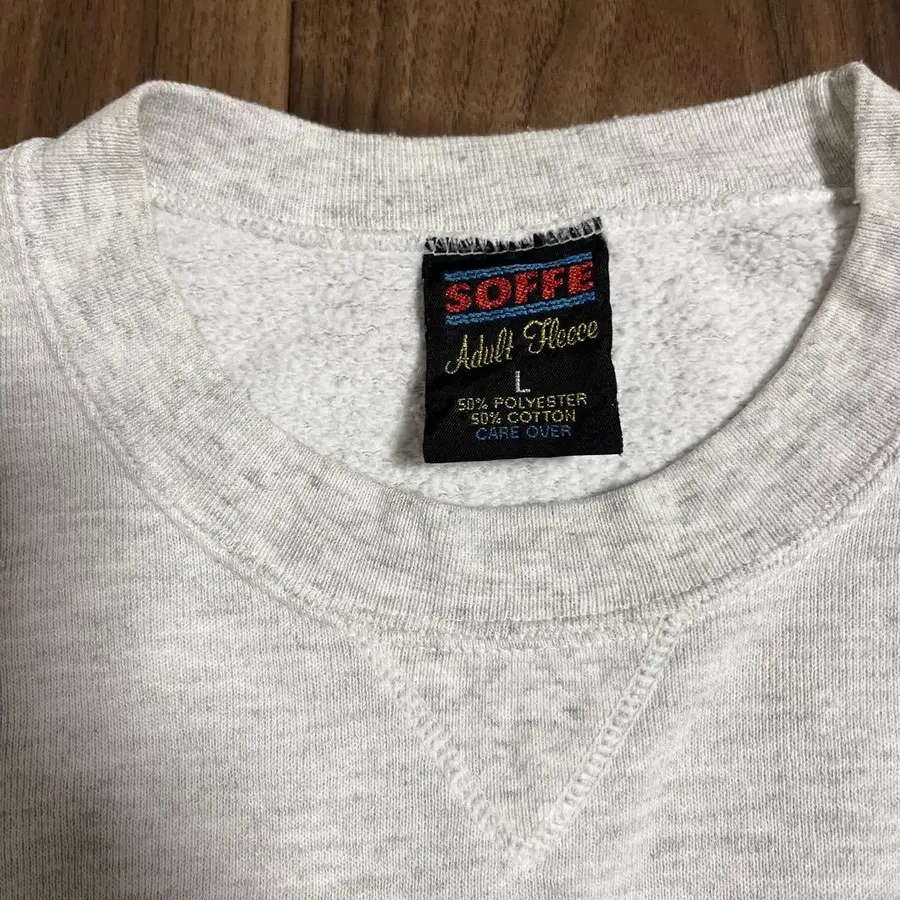 SOFFE
Adult Fleece
L
50% POLYESTER
50% COTTON
CARE OVER